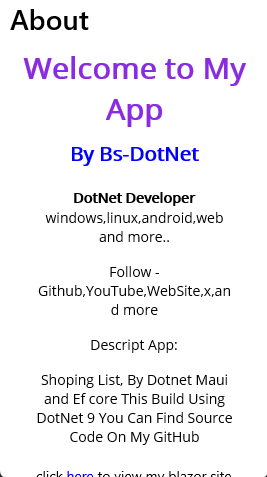 About
Welcome to My
App
By Bs-DotNet
DotNet Developer
windows,linux,android,web
and more..
Follow -
Github,YouTube,WebSite,x,an
d more
Descript App:
Shoping List, By Dotnet Maui
and Ef core This Build Using
DotNet 9 You Can Find Source
Code On My GitHub
click here to view my blazor site